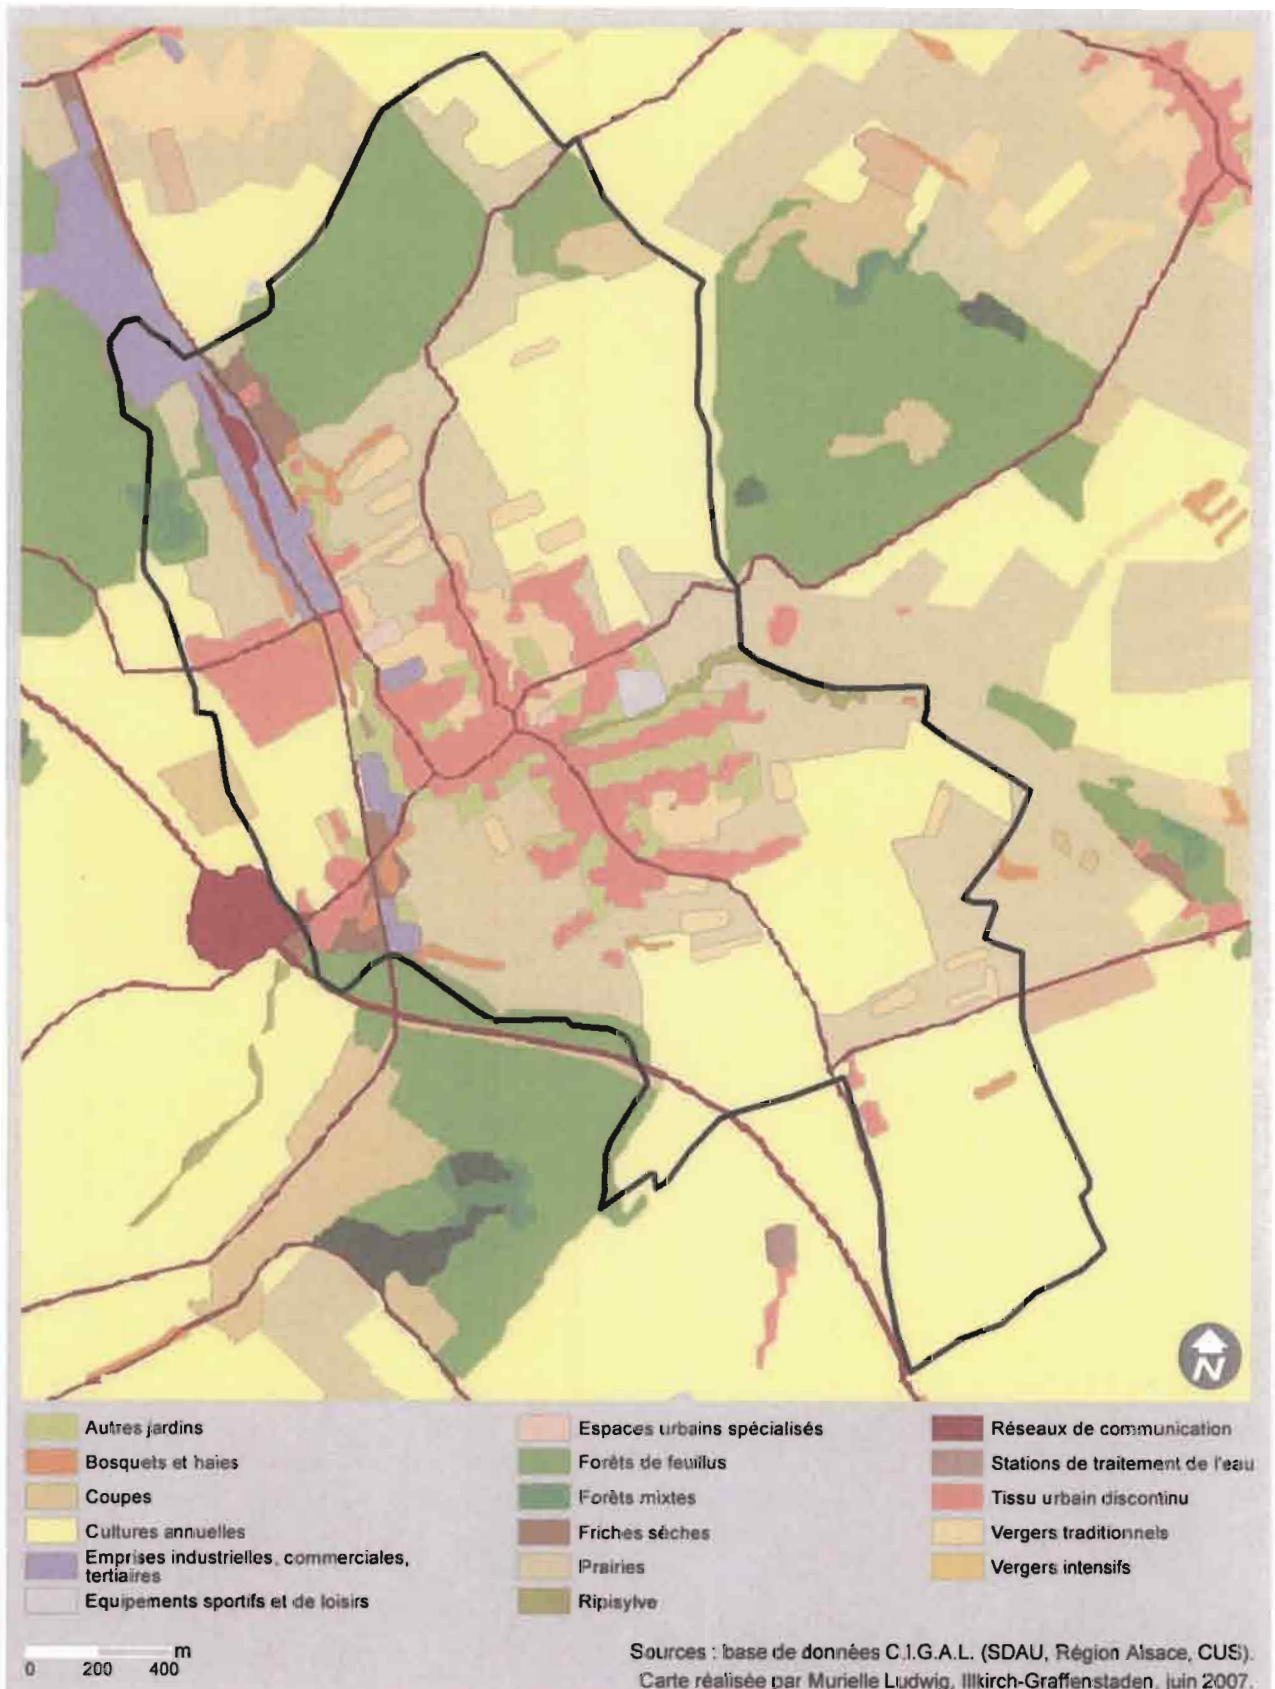 N
Autres jardins
Bosquets et haies
Coupes
Cultures annuelles
Emprises industrielles, commerciales,
tertiaires
Equipements sportifs et de loisirs
Espaces urbains spécialisés
Forêts de feuillus
Forêts mixtes
Friches sèches
Prairies
Ripisylve
Réseaux de communication
Stations de traitement de l'eau
Tissu urbain discontinu
Vergers traditionnels
Vergers intensifs
0 200 400 m
Sources : base de données C.I.G.A.L. (SDAU, Région Alsace, CUS).
Carte réalisée par Murielle Ludwig, Illkirch-Graffenstaden, juin 2007.